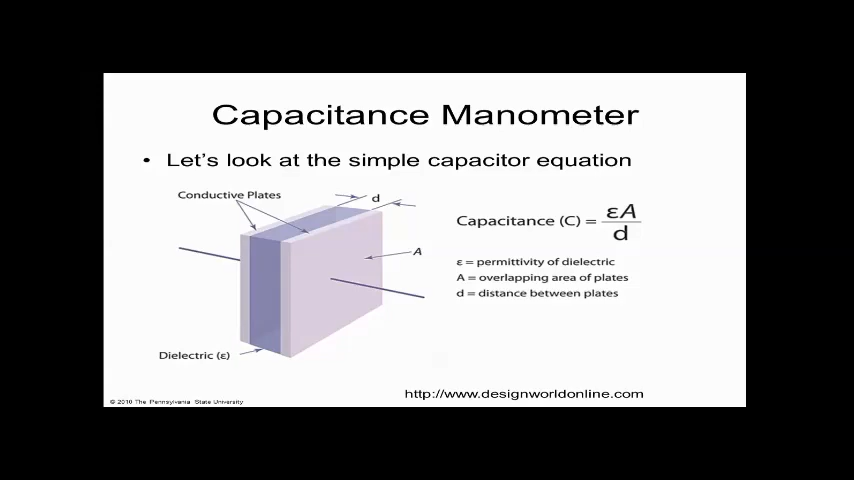 Capacitance Manometer
• Let's look at the simple capacitor equation
Conductive Plates
d
A
Dielectric (ε)
Capacitance (C) = εA/d
ε = permittivity of dielectric
A = overlapping area of plates
d = distance between plates
http://www.designworldonline.com
© 2010 The Pennsylvania State University